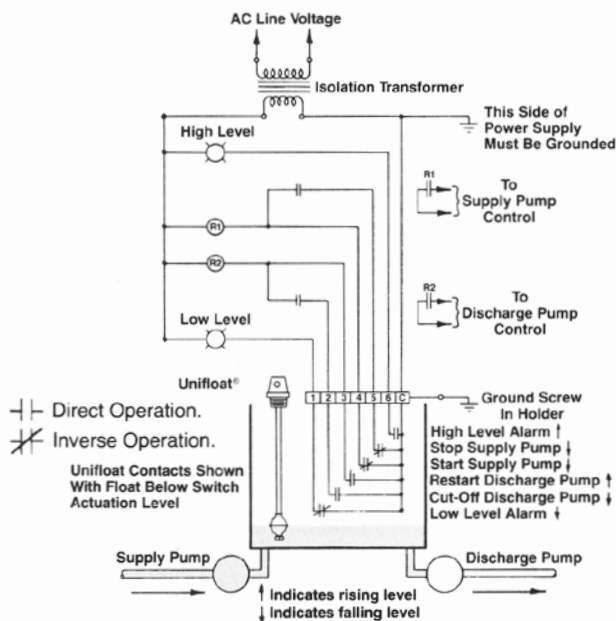 AC Line Voltage
Isolation Transformer
This Side of
Power Supply
Must Be Grounded
High Level
R1
To
Supply Pump
Control
R1
R2
R2
To
Discharge Pump
Control
Low Level
Unifloat®
1 2 3 4 5 6 C
Ground Screw
In Holder
Direct Operation.
Inverse Operation.
High Level Alarm ↑
Stop Supply Pump ↓
Start Supply Pump ↓
Restart Discharge Pump ↑
Cut-Off Discharge Pump ↓
Low Level Alarm ↓
Unifloat Contacts Shown
With Float Below Switch
Actuation Level
Supply Pump
Discharge Pump
↑ Indicates rising level
↓ Indicates falling level